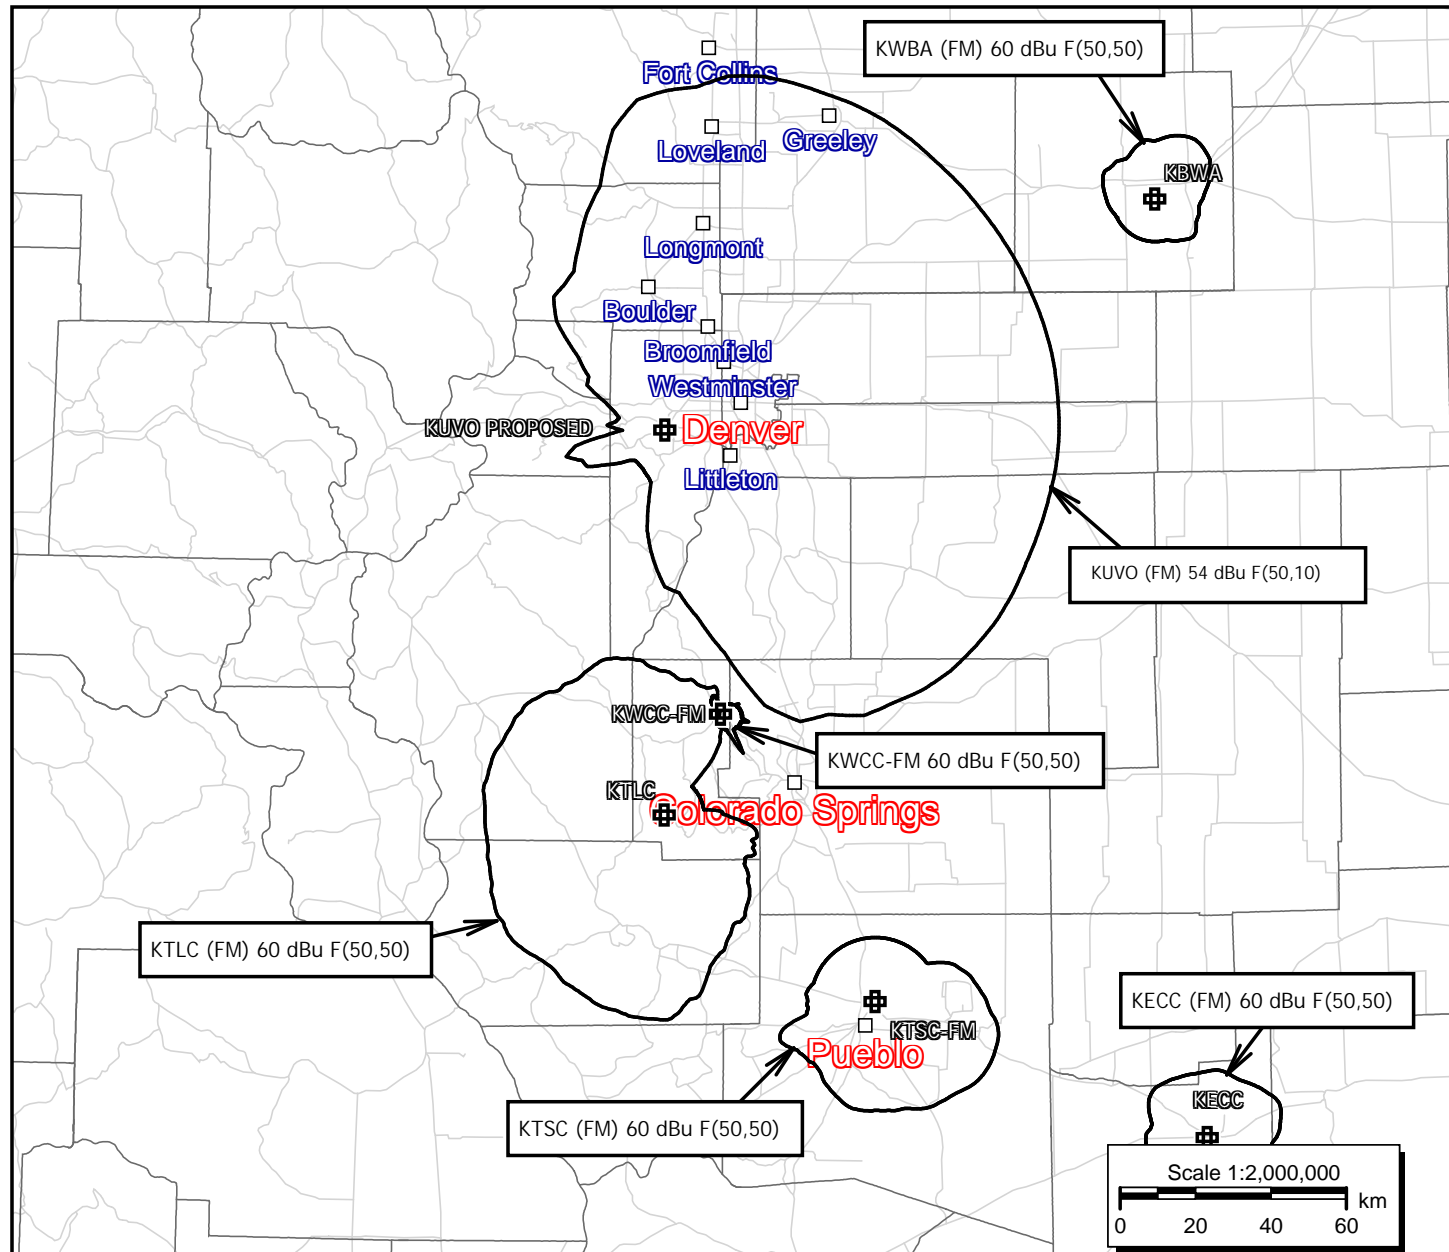 KWBA (FM) 60 dBu F(50,50)
Fort Collins
Greeley
Loveland
KBWA
Longmont
Boulder
Broomfield
Westminster
KUVO PROPOSED
Denver
Littleton
KUVO (FM) 54 dBu F(50,10)
KWCC-FM
KWCC-FM 60 dBu F(50,50)
KTLC
Colorado Springs
KTLC (FM) 60 dBu F(50,50)
KECC (FM) 60 dBu F(50,50)
KTSC-FM
Pueblo
KECC
KTSC (FM) 60 dBu F(50,50)
Scale 1:2,000,000
km
0 20 40 60